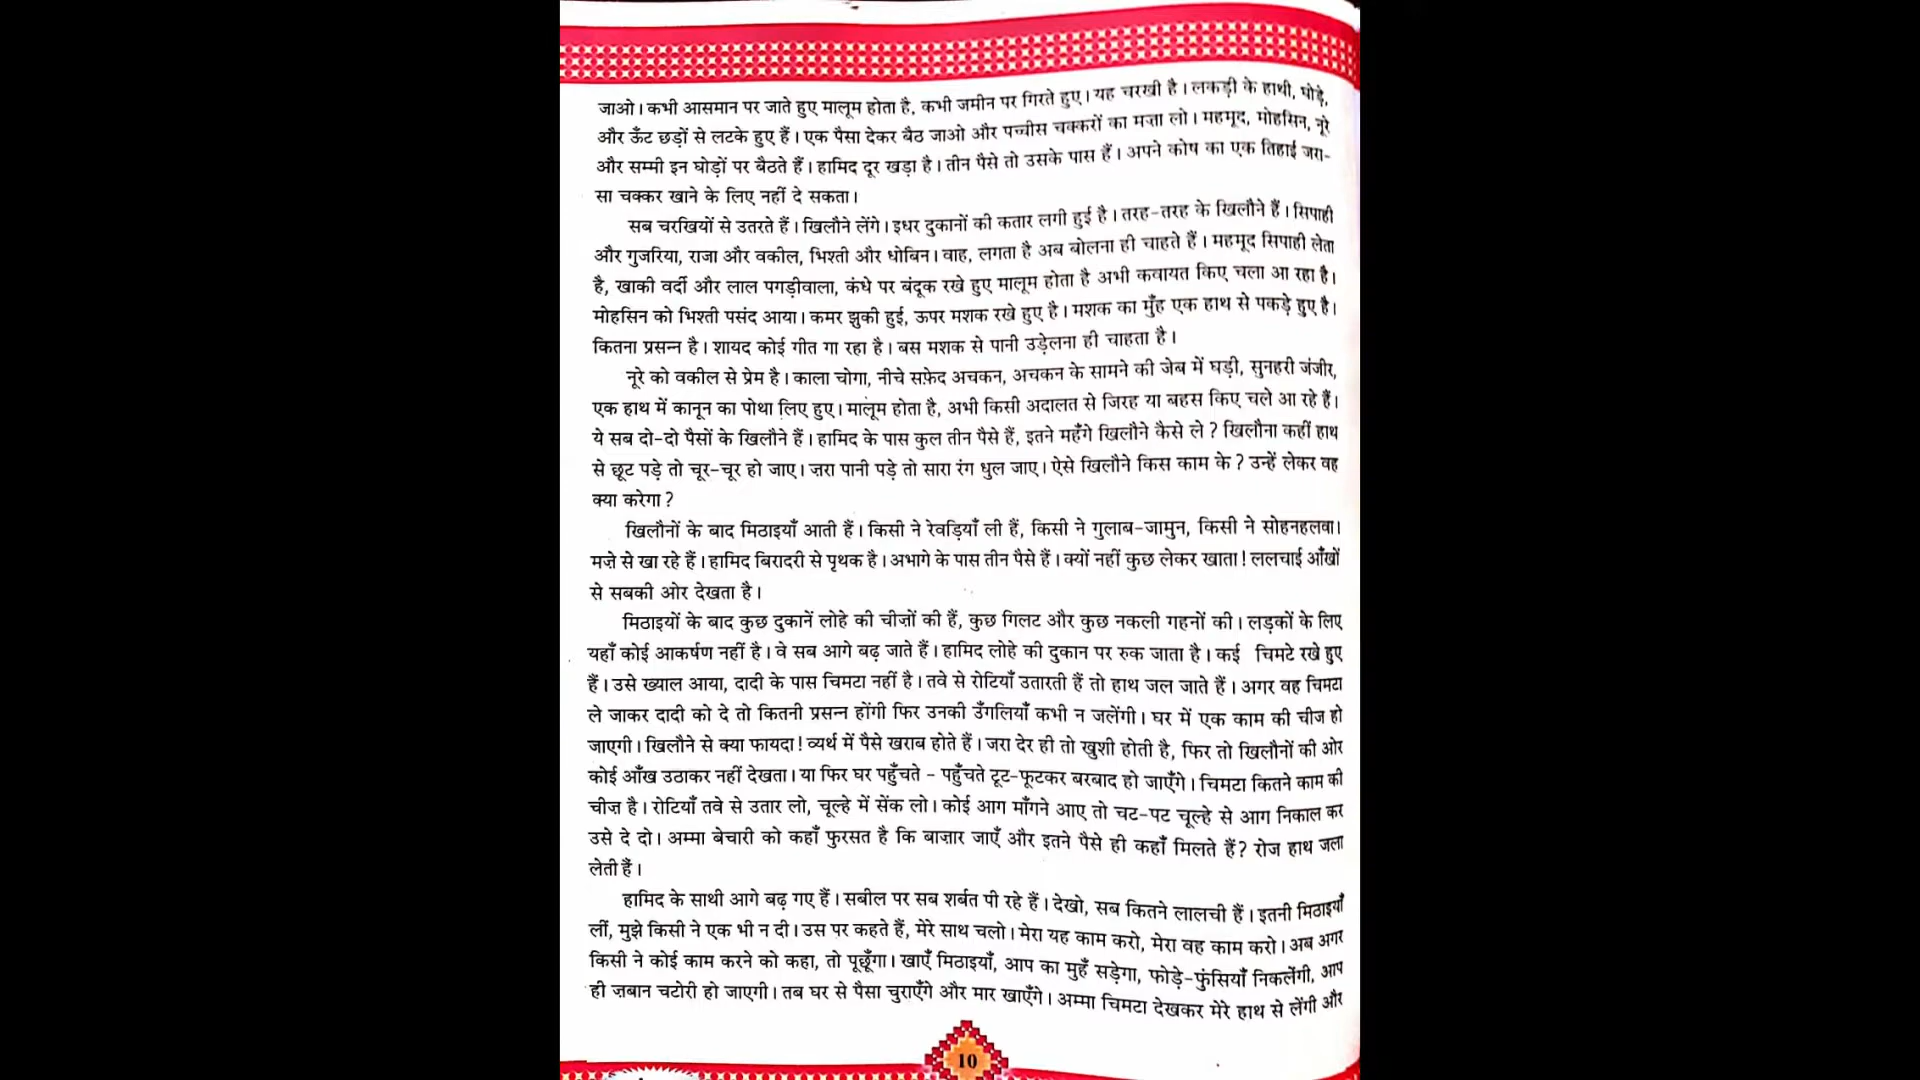 जाओ। कभी आसमान पर जाते हुए मालूम होता है, कभी जमीन पर गिरते हुए। यह चरखी है। लकड़ी के हाथी, घोड़े,
और ऊँट छड़ों से लटके हुए हैं। एक पैसा देकर बैठ जाओ और पच्चीस चक्करों का मज़ा लो। महमूद, मोहसिन, नूरे
और सम्मी इन घोड़ों पर बैठते हैं। हामिद दूर खड़ा है। तीन पैसे तो उसके पास हैं। अपने कोष का एक तिहाई जरा-
सा चक्कर खाने के लिए नहीं दे सकता।
सब चरखियों से उतरते हैं। खिलौने लेंगे। इधर दुकानों की कतार लगी हुई है। तरह-तरह के खिलौने हैं। सिपाही
और गुजरिया, राजा और वकील, भिश्ती और धोबिन। वाह, लगता है अब बोलना ही चाहते हैं। महमूद सिपाही लेता
है, खाकी वर्दी और लाल पगड़ीवाला, कंधे पर बंदूक रखे हुए मालूम होता है अभी कवायत किए चला आ रहा है।
मोहसिन को भिश्ती पसंद आया। कमर झुकी हुई, ऊपर मशक रखे हुए है। मशक का मुँह एक हाथ से पकड़े हुए है।
कितना प्रसन्न है। शायद कोई गीत गा रहा है। बस मशक से पानी उड़ेलना ही चाहता है।
नूरे को वकील से प्रेम है। काला चोगा, नीचे सफ़ेद अचकन, अचकन के सामने की जेब में घड़ी, सुनहरी जंजीर,
एक हाथ में कानून का पोथा लिए हुए। मालूम होता है, अभी किसी अदालत से जिरह या बहस किए चले आ रहे हैं।
ये सब दो-दो पैसों के खिलौने हैं। हामिद के पास कुल तीन पैसे हैं, इतने महँगे खिलौने कैसे ले? खिलौना कहीं हाथ
से छूट पड़े तो चूर-चूर हो जाए। ज़रा पानी पड़े तो सारा रंग धुल जाए। ऐसे खिलौने किस काम के? उन्हें लेकर वह
क्या करेगा?
खिलौनों के बाद मिठाइयाँ आती हैं। किसी ने रेवड़ियाँ ली हैं, किसी ने गुलाब-जामुन, किसी ने सोहनहलवा।
मज़े से खा रहे हैं। हामिद बिरादरी से पृथक है। अभागे के पास तीन पैसे हैं। क्यों नहीं कुछ लेकर खाता! ललचाई आँखों
से सबकी ओर देखता है।
मिठाइयों के बाद कुछ दुकानें लोहे की चीज़ों की हैं, कुछ गिलट और कुछ नकली गहनों की। लड़कों के लिए
यहाँ कोई आकर्षण नहीं है। वे सब आगे बढ़ जाते हैं। हामिद लोहे की दुकान पर रुक जाता है। कई चिमटे रखे हुए
हैं। उसे ख्याल आया, दादी के पास चिमटा नहीं है। तवे से रोटियाँ उतारती हैं तो हाथ जल जाते हैं। अगर वह चिमटा
ले जाकर दादी को दे तो कितनी प्रसन्न होंगी फिर उनकी उँगलियाँ कभी न जलेंगी। घर में एक काम की चीज हो
जाएगी। खिलौने से क्या फायदा! व्यर्थ में पैसे खराब होते हैं। जरा देर ही तो खुशी होती है, फिर तो खिलौनों की ओर
कोई आँख उठाकर नहीं देखता। या फिर घर पहुँचते - पहुँचते टूट-फूटकर बरबाद हो जाएँगे। चिमटा कितने काम की
चीज़ है। रोटियाँ तवे से उतार लो, चूल्हे में सेंक लो। कोई आग माँगने आए तो चट-पट चूल्हे से आग निकाल कर
उसे दे दो। अम्मा बेचारी को कहाँ फुरसत है कि बाज़ार जाएँ और इतने पैसे ही कहाँ मिलते हैं? रोज हाथ जला
लेती हैं।
हामिद के साथी आगे बढ़ गए हैं। सबील पर सब शर्बत पी रहे हैं। देखो, सब कितने लालची हैं। इतनी मिठाइयाँ
लीं, मुझे किसी ने एक भी न दी। उस पर कहते हैं, मेरे साथ चलो। मेरा यह काम करो, मेरा वह काम करो। अब अगर
किसी ने कोई काम करने को कहा, तो पूछूँगा। खाएँ मिठाइयाँ, आप का मुहँ सड़ेगा, फोड़े-फुंसियाँ निकलेंगी, आप
ही ज़बान चटोरी हो जाएगी। तब घर से पैसा चुराएँगे और मार खाएँगे। अम्मा चिमटा देखकर मेरे हाथ से लेंगी और
10